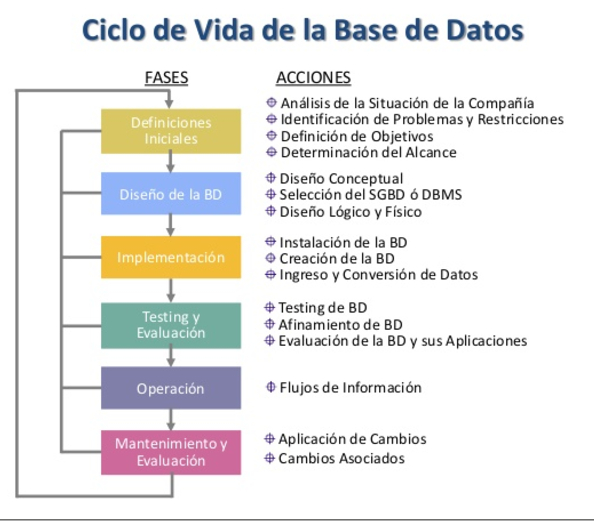 Ciclo de Vida de la Base de Datos
FASES
ACCIONES
Definiciones
Iniciales
Análisis de la Situación de la Compañía
Identificación de Problemas y Restricciones
Definición de Objetivos
Determinación del Alcance
Diseño de la BD
Diseño Conceptual
Selección del SGBD ó DBMS
Diseño Lógico y Físico
Implementación
Instalación de la BD
Creación de la BD
Ingreso y Conversión de Datos
Testing y
Evaluación
Testing de BD
Afinamiento de BD
Evaluación de la BD y sus Aplicaciones
Operación
Flujos de Información
Mantenimiento y
Evaluación
Aplicación de Cambios
Cambios Asociados